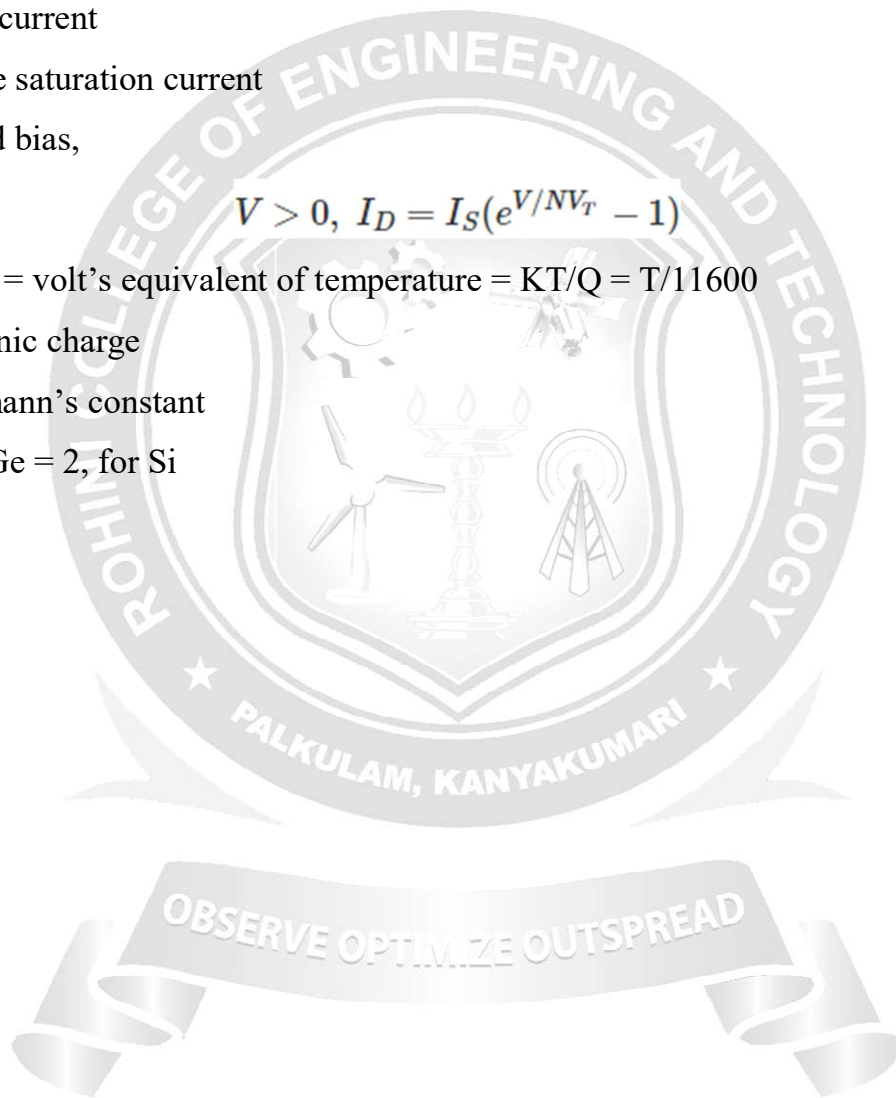 current
e saturation current
d bias,
V > 0, I_D = I_S(e^{V/NV_T} − 1)
= volt’s equivalent of temperature = KT/Q = T/11600
nic charge
nann’s constant
Ge = 2, for Si
ROHINI COLLEGE OF ENGINEERING AND TECHNOLOGY
★ PALKULAM, KANYAKUMARI ★
OBSERVE OPTIMIZE OUTSPREAD